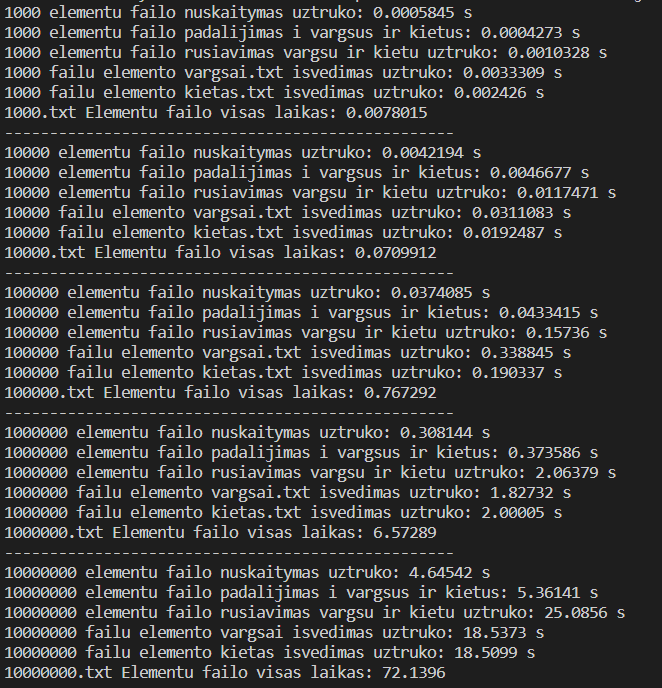 1000 elementu failo nuskaitymas uztruko: 0.0005845 s
1000 elementu failo padalijimas i vargsus ir kietus: 0.0004273 s
1000 elementu failo rusiavimas vargsu ir kietu uztruko: 0.0010328 s
1000 failu elemento vargsai.txt isvedimas uztruko: 0.0033309 s
1000 failu elemento kietas.txt isvedimas uztruko: 0.002426 s
1000.txt Elementu failo visas laikas: 0.0078015
--------------------------------------------------
10000 elementu failo nuskaitymas uztruko: 0.0042194 s
10000 elementu failo padalijimas i vargsus ir kietus: 0.0046677 s
10000 elementu failo rusiavimas vargsu ir kietu uztruko: 0.0117471 s
10000 failu elemento vargsai.txt isvedimas uztruko: 0.0311083 s
10000 failu elemento kietas.txt isvedimas uztruko: 0.0192487 s
10000.txt Elementu failo visas laikas: 0.0709912
--------------------------------------------------
100000 elementu failo nuskaitymas uztruko: 0.0374085 s
100000 elementu failo padalijimas i vargsus ir kietus: 0.0433415 s
100000 elementu failo rusiavimas vargsu ir kietu uztruko: 0.15736 s
100000 failu elemento vargsai.txt isvedimas uztruko: 0.338845 s
100000 failu elemento kietas.txt isvedimas uztruko: 0.190337 s
100000.txt Elementu failo visas laikas: 0.767292
--------------------------------------------------
1000000 elementu failo nuskaitymas uztruko: 0.308144 s
1000000 elementu failo padalijimas i vargsus ir kietus: 0.373586 s
1000000 elementu failo rusiavimas vargsu ir kietu uztruko: 2.06379 s
1000000 failu elemento vargsai.txt isvedimas uztruko: 1.82732 s
1000000 failu elemento kietas.txt isvedimas uztruko: 2.00005 s
1000000.txt Elementu failo visas laikas: 6.57289
--------------------------------------------------
10000000 elementu failo nuskaitymas uztruko: 4.64542 s
10000000 elementu failo padalijimas i vargsus ir kietus: 5.36141 s
10000000 elementu failo rusiavimas vargsu ir kietu uztruko: 25.0856 s
10000000 failu elemento vargsai isvedimas uztruko: 18.5373 s
10000000 failu elemento kietas isvedimas uztruko: 18.5099 s
10000000.txt Elementu failo visas laikas: 72.1396